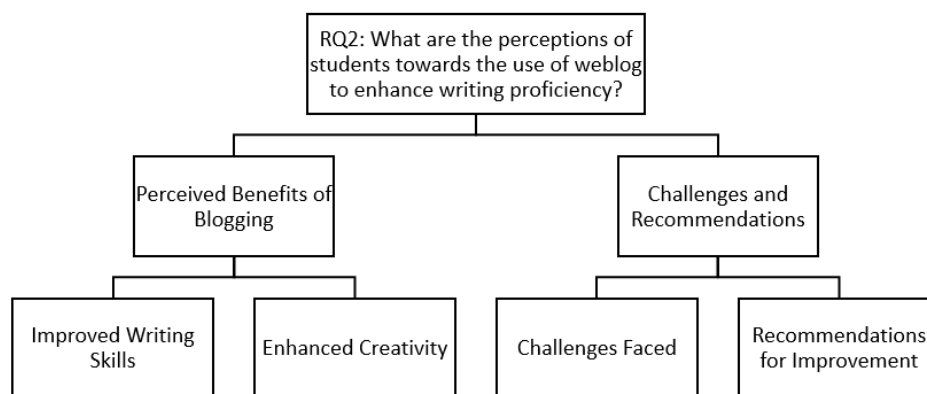 RQ2: What are the perceptions of
students towards the use of weblog
to enhance writing proficiency?
Perceived Benefits of
Blogging
Challenges and
Recommendations
Improved Writing
Skills
Enhanced Creativity
Challenges Faced
Recommendations
for Improvement